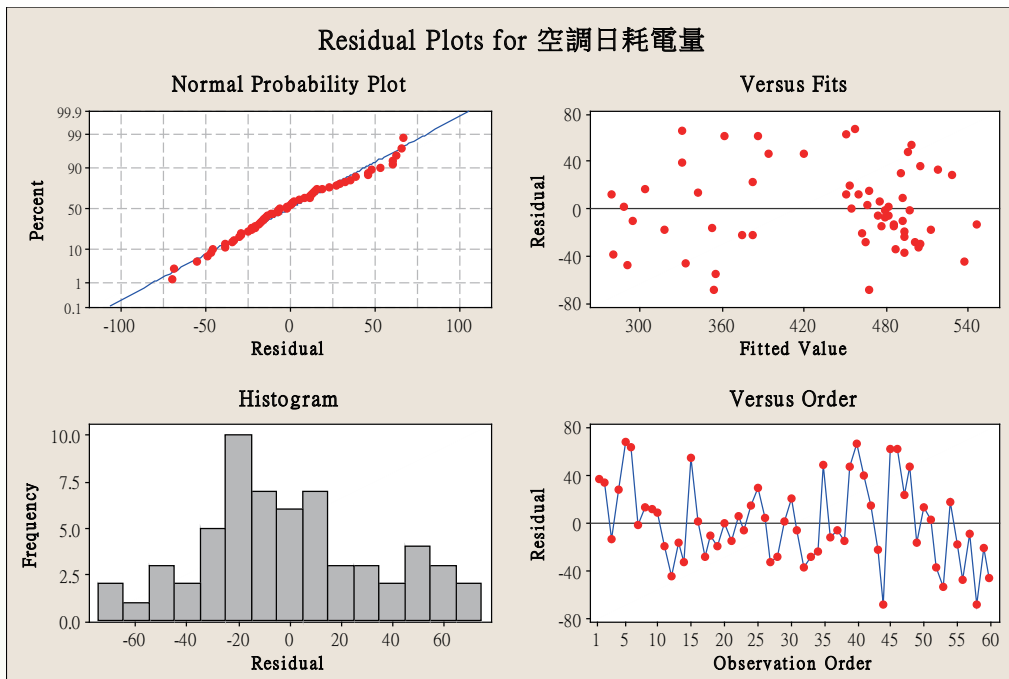 Residual Plots for 空調日耗電量
Normal Probability Plot
99.9
99
90
50
10
1
0.1
Percent
-100 -50 0 50 100
Residual
Versus Fits
80
40
0
-40
-80
Residual
300 360 420 480 540
Fitted Value
Histogram
10.0
7.5
5.0
2.5
0.0
Frequency
-60 -40 -20 0 20 40 60
Residual
Versus Order
80
40
0
-40
-80
Residual
1 5 10 15 20 25 30 35 40 45 50 55 60
Observation Order